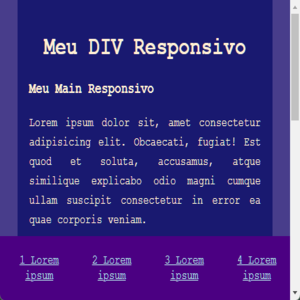 Meu DIV Responsivo
Meu Main Responsivo
Lorem ipsum dolor sit, amet consectetur
adipisicing elit. Obcaecati, fugiat! Est
quod et soluta, accusamus, atque
similique explicabo odio magni cumque
ullam suscipit consectetur in error ea
quae corporis veniam.
1 Lorem ipsum
2 Lorem ipsum
3 Lorem ipsum
4 Lorem ipsum